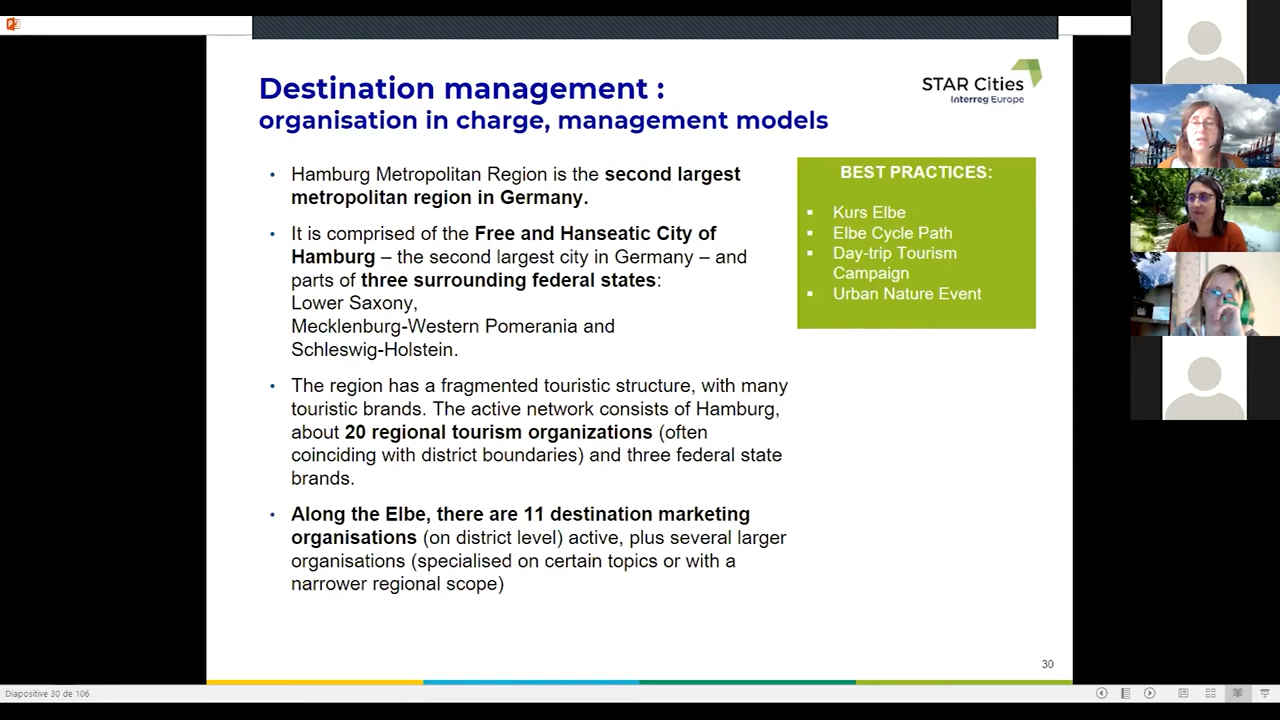 Destination management :
organisation in charge, management models
STAR Cities
Interreg Europe
• Hamburg Metropolitan Region is the second largest
metropolitan region in Germany.
• It is comprised of the Free and Hanseatic City of
Hamburg – the second largest city in Germany – and
parts of three surrounding federal states:
Lower Saxony,
Mecklenburg-Western Pomerania and
Schleswig-Holstein.
• The region has a fragmented touristic structure, with many
touristic brands. The active network consists of Hamburg,
about 20 regional tourism organizations (often
coinciding with district boundaries) and three federal state
brands.
• Along the Elbe, there are 11 destination marketing
organisations (on district level) active, plus several larger
organisations (specialised on certain topics or with a
narrower regional scope)
BEST PRACTICES:
▪ Kurs Elbe
▪ Elbe Cycle Path
▪ Day-trip Tourism
Campaign
▪ Urban Nature Event
30
Diapositive 30 de 106